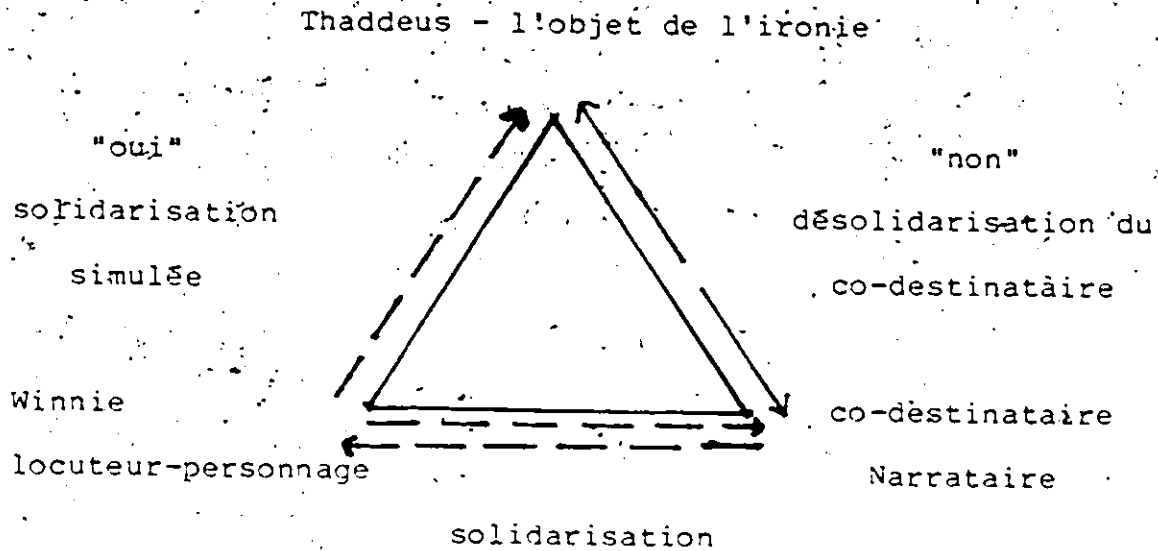 Thaddeus - l'objet de l'ironie
"oui"
solidarisation
simulée
"non"
désolidarisation du
co-destinataire
Winnie
locuteur-personnage
co-destinataire
Narrataire
solidarisation